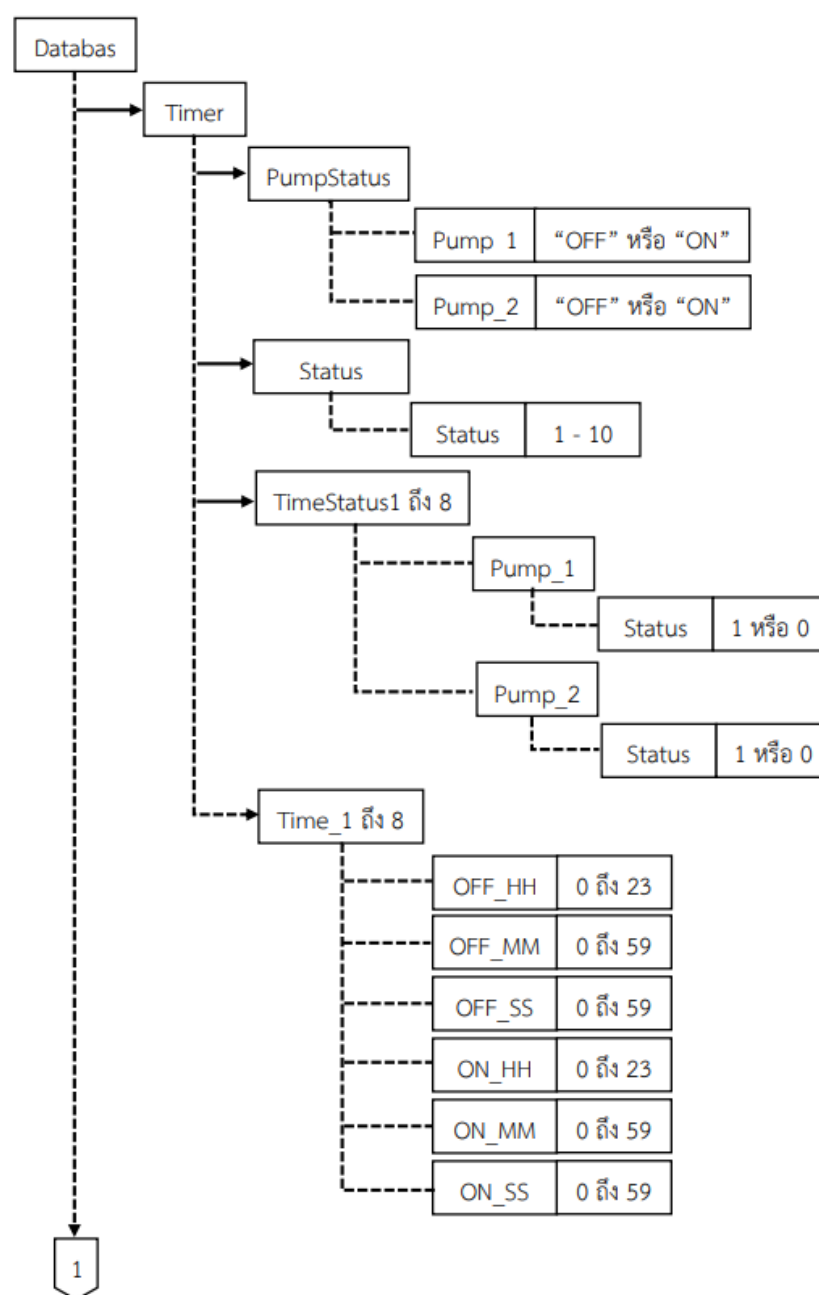 Databas
Timer
PumpStatus
Pump 1 “OFF” หรือ “ON”
Pump_2 “OFF” หรือ “ON”
Status
Status 1 - 10
TimeStatus1 ถึง 8
Pump_1
Status 1 หรือ 0
Pump_2
Status 1 หรือ 0
Time_1 ถึง 8
OFF_HH 0 ถึง 23
OFF_MM 0 ถึง 59
OFF_SS 0 ถึง 59
ON_HH 0 ถึง 23
ON_MM 0 ถึง 59
ON_SS 0 ถึง 59
1